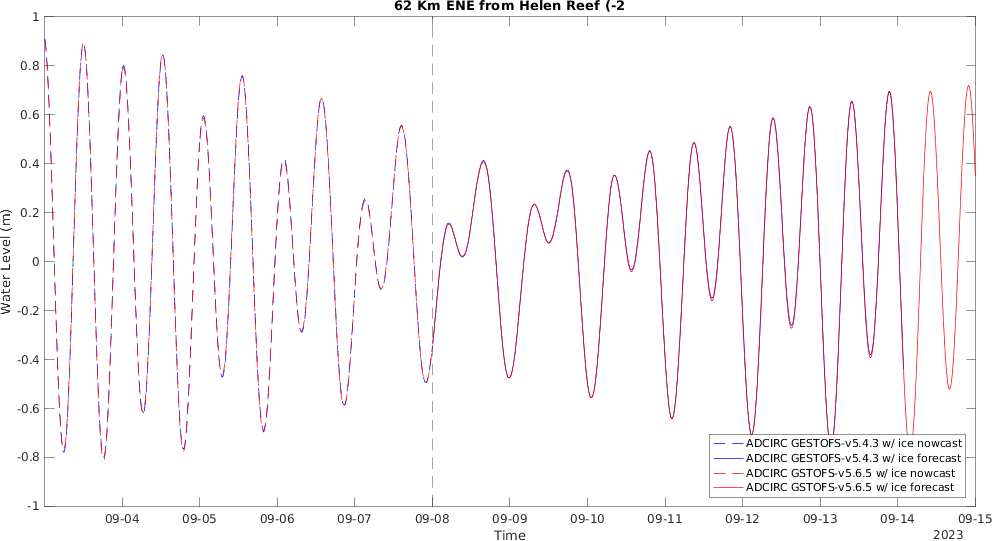 62 Km ENE from Helen Reef (-2
Water Level (m)
1
0.8
0.6
0.4
0.2
0
-0.2
-0.4
-0.6
-0.8
-1
ADCIRC GESTOFS-v5.4.3 w/ ice nowcast
ADCIRC GESTOFS-v5.4.3 w/ ice forecast
ADCIRC GSTOFS-v5.6.5 w/ ice nowcast
ADCIRC GSTOFS-v5.6.5 w/ ice forecast
09-04 09-05 09-06 09-07 09-08 09-09 09-10 09-11 09-12 09-13 09-14 09-15
Time
2023